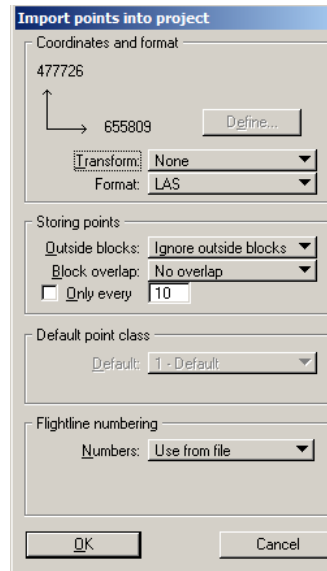 Import points into project
Coordinates and format
477726
655809
Define...
Transform: None
Format: LAS
Storing points
Outside blocks: Ignore outside blocks
Block overlap: No overlap
Only every 10
Default point class
Default: 1 - Default
Flightline numbering
Numbers: Use from file
OK Cancel